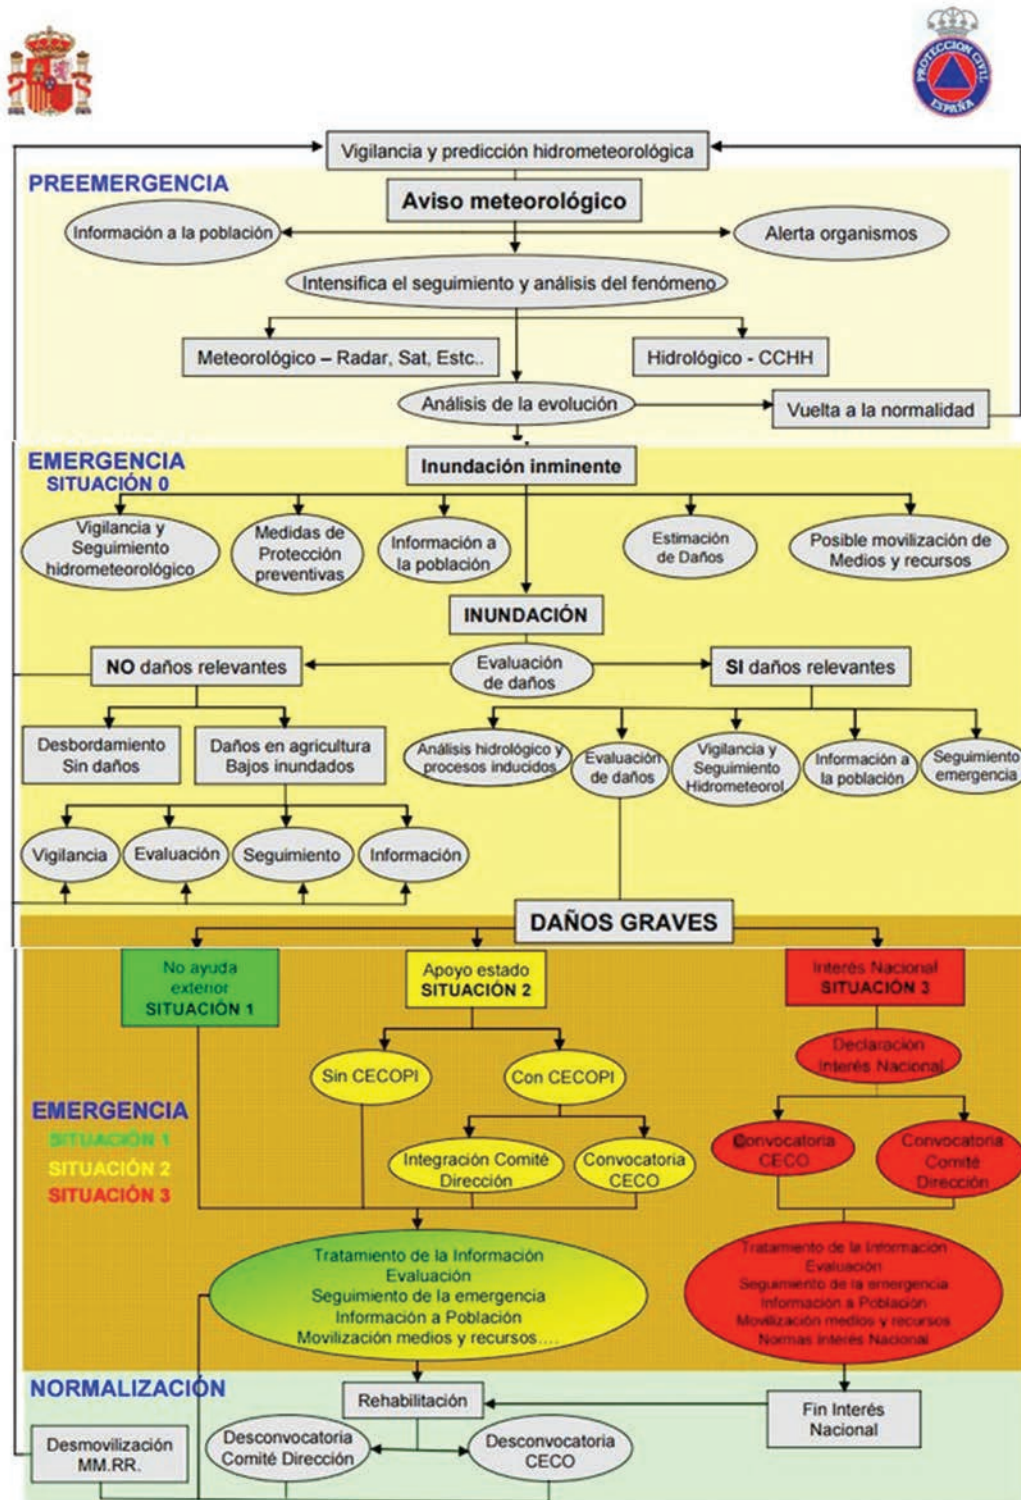 PROTECCION CIVIL
ESPAÑA
Vigilancia y predicción hidrometeorológica
PREEMERGENCIA
Aviso meteorológico
Información a la población
Alerta organismos
Intensifica el seguimiento y análisis del fenómeno
Meteorológico – Radar, Sat, Estc..
Hidrológico - CCHH
Análisis de la evolución
Vuelta a la normalidad
EMERGENCIA
SITUACIÓN 0
Inundación inminente
Vigilancia y
Seguimiento
hidrometeorológico
Medidas de
Protección
preventivas
Información a
la población
Estimación
de Daños
Posible movilización de
Medios y recursos
INUNDACIÓN
NO daños relevantes
Evaluación
de daños
SI daños relevantes
Desbordamiento
Sin daños
Daños en agricultura
Bajos inundados
Análisis hidrológico y
procesos inducidos
Evaluación
de daños
Vigilancia y
Seguimiento
Hidrometeorol
Información a
la población
Seguimiento
emergencia
Vigilancia
Evaluación
Seguimiento
Información
DAÑOS GRAVES
No ayuda
exterior
SITUACIÓN 1
Apoyo estado
SITUACIÓN 2
Interés Nacional
SITUACIÓN 3
Declaración
Interés Nacional
Sin CECOPI
Con CECOPI
EMERGENCIA
SITUACIÓN 1
SITUACIÓN 2
SITUACIÓN 3
Integración Comité
Dirección
Convocatoria
CECO
Convocatoria
CECO
Convocatoria
Comité
Dirección
Tratamiento de la Información
Evaluación
Seguimiento de la emergencia
Información a Población
Movilización medios y recursos....
Tratamiento de la Información
Evaluación
Seguimiento de la emergencia
Información a Población
Movilización medios y recursos
Normas Interés Nacional
NORMALIZACIÓN
Rehabilitación
Fin Interés
Nacional
Desmovilización
MM.RR.
Desconvocatoria
Comité Dirección
Desconvocatoria
CECO